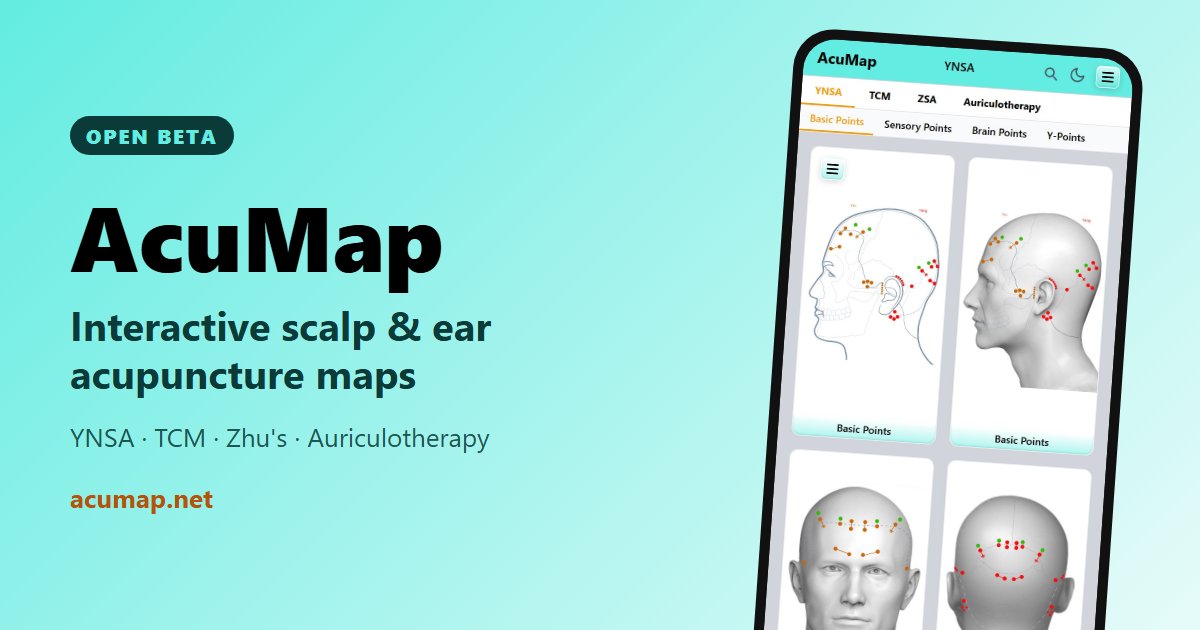 OPEN BETA
AcuMap
Interactive scalp & ear
acupuncture maps
YNSA · TCM · Zhu's · Auriculotherapy
acumap.net
AcuMap YNSA
YNSA TCM ZSA Auriculotherapy
Basic Points Sensory Points Brain Points Y-Points
Basic Points
Basic Points